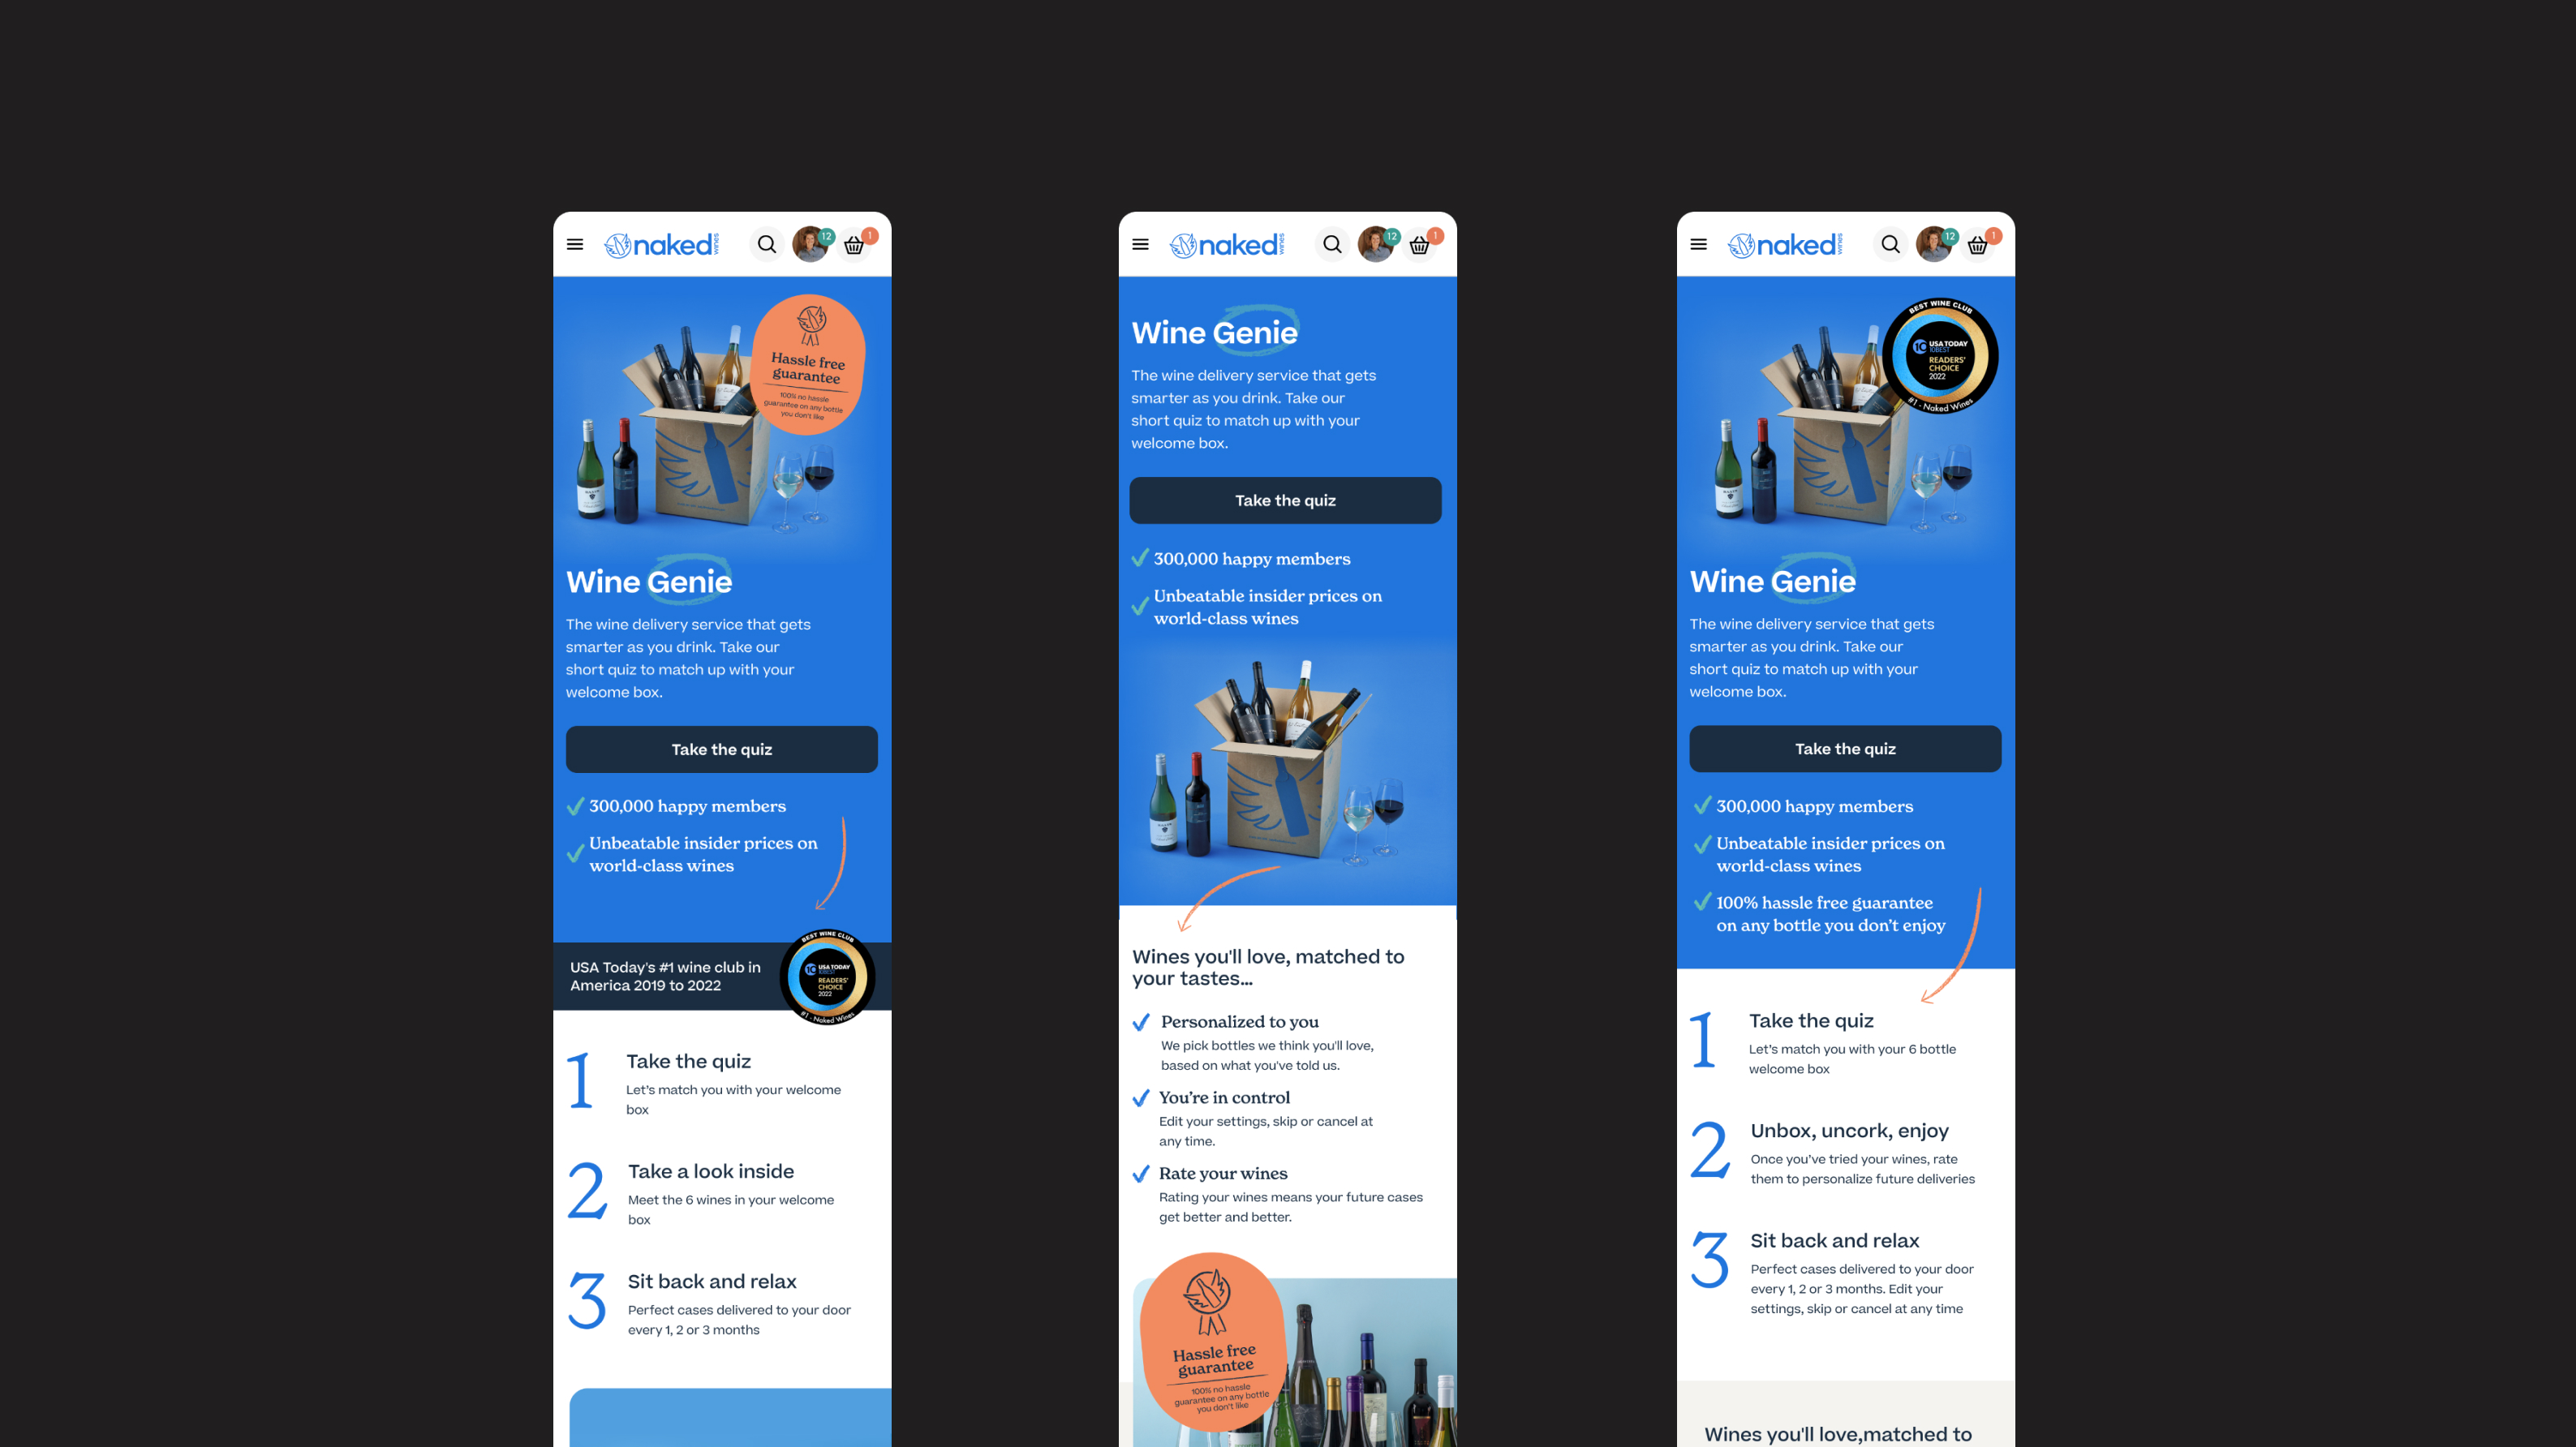 naked wines
12
1
Hassle free
guarantee
100% no hassle
guarantee on any bottle
you don't like
Wine Genie
The wine delivery service that gets
smarter as you drink. Take our
short quiz to match up with your
welcome box.
Take the quiz
300,000 happy members
Unbeatable insider prices on
world-class wines
USA Today's #1 wine club in
America 2019 to 2022
BEST WINE CLUB
10 USA TODAY
10BEST
READERS'
CHOICE
2022
#1 - Naked Wines
1
Take the quiz
Let's match you with your welcome
box
2
Take a look inside
Meet the 6 wines in your welcome
box
3
Sit back and relax
Perfect cases delivered to your door
every 1, 2 or 3 months
naked wines
12
1
Wine Genie
The wine delivery service that gets
smarter as you drink. Take our
short quiz to match up with your
welcome box.
Take the quiz
300,000 happy members
Unbeatable insider prices on
world-class wines
Wines you'll love, matched to
your tastes...
Personalized to you
We pick bottles we think you'll love,
based on what you've told us.
You're in control
Edit your settings, skip or cancel at
any time.
Rate your wines
Rating your wines means your future cases
get better and better.
Hassle free
guarantee
100% no hassle
guarantee on any bottle
you don't like
naked wines
12
1
BEST WINE CLUB
10 USA TODAY
10BEST
READERS'
CHOICE
2022
#1 - Naked Wines
Wine Genie
The wine delivery service that gets
smarter as you drink. Take our
short quiz to match up with your
welcome box.
Take the quiz
300,000 happy members
Unbeatable insider prices on
world-class wines
100% hassle free guarantee
on any bottle you don't enjoy
1
Take the quiz
Let's match you with your 6 bottle
welcome box
2
Unbox, uncork, enjoy
Once you've tried your wines, rate
them to personalize future deliveries
3
Sit back and relax
Perfect cases delivered to your door
every 1, 2 or 3 months. Edit your
settings, skip or cancel at any time
Wines you'll love,matched to